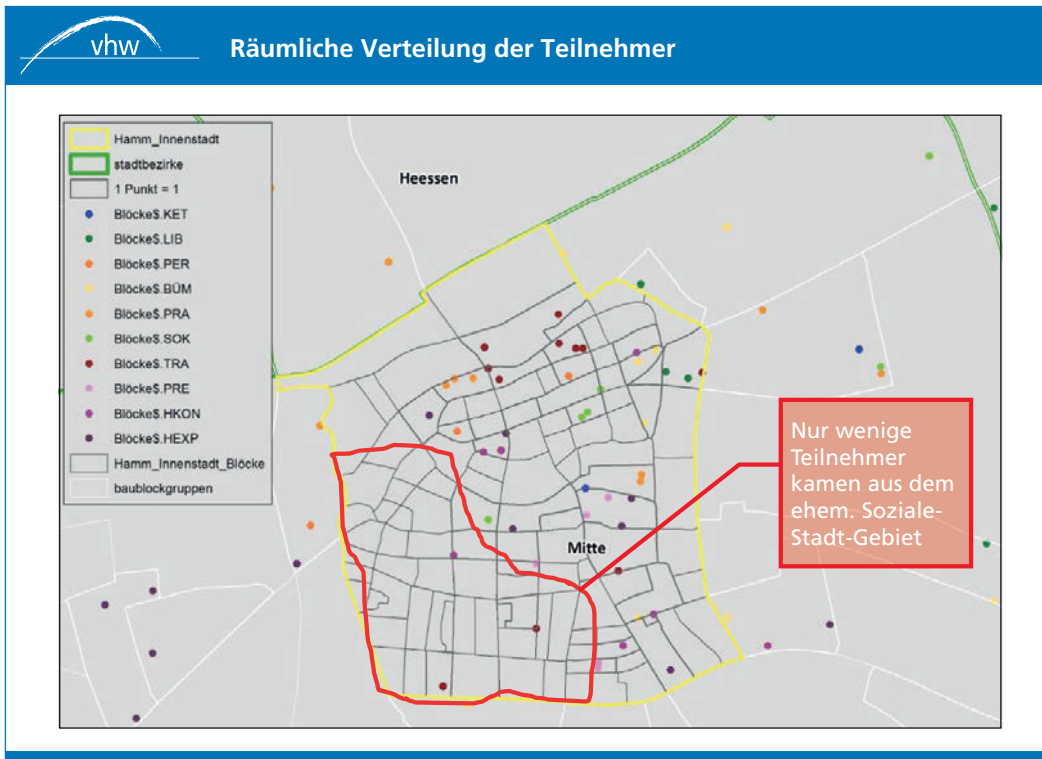 vhw
Räumliche Verteilung der Teilnehmer
Hamm_Innenstadt
stadtbezirke
1 Punkt = 1
Blöcke$.KET
Blöcke$.LIB
Blöcke$.PER
Blöcke$.BÜM
Blöcke$.PRA
Blöcke$.SOK
Blöcke$.TRA
Blöcke$.PRE
Blöcke$.HKON
Blöcke$.HEXP
Hamm_Innenstadt_Blöcke
baublockgruppen
Heessen
Mitte
Nur wenige
Teilnehmer
kamen aus dem
ehem. Soziale-
Stadt-Gebiet